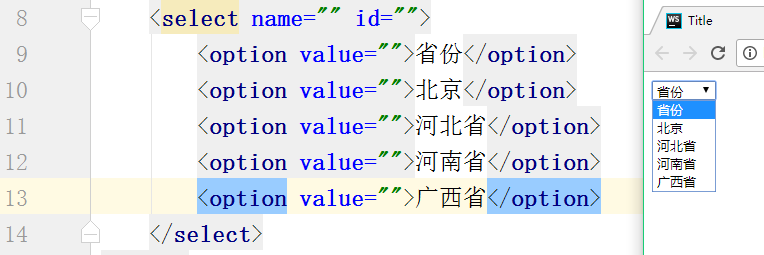 8 <select name="" id="">
9 <option value="">省份</option>
10 <option value="">北京</option>
11 <option value="">河北省</option>
12 <option value="">河南省</option>
13 <option value="">广西省</option>
14 </select>
WS Title
省份
省份
北京
河北省
河南省
广西省